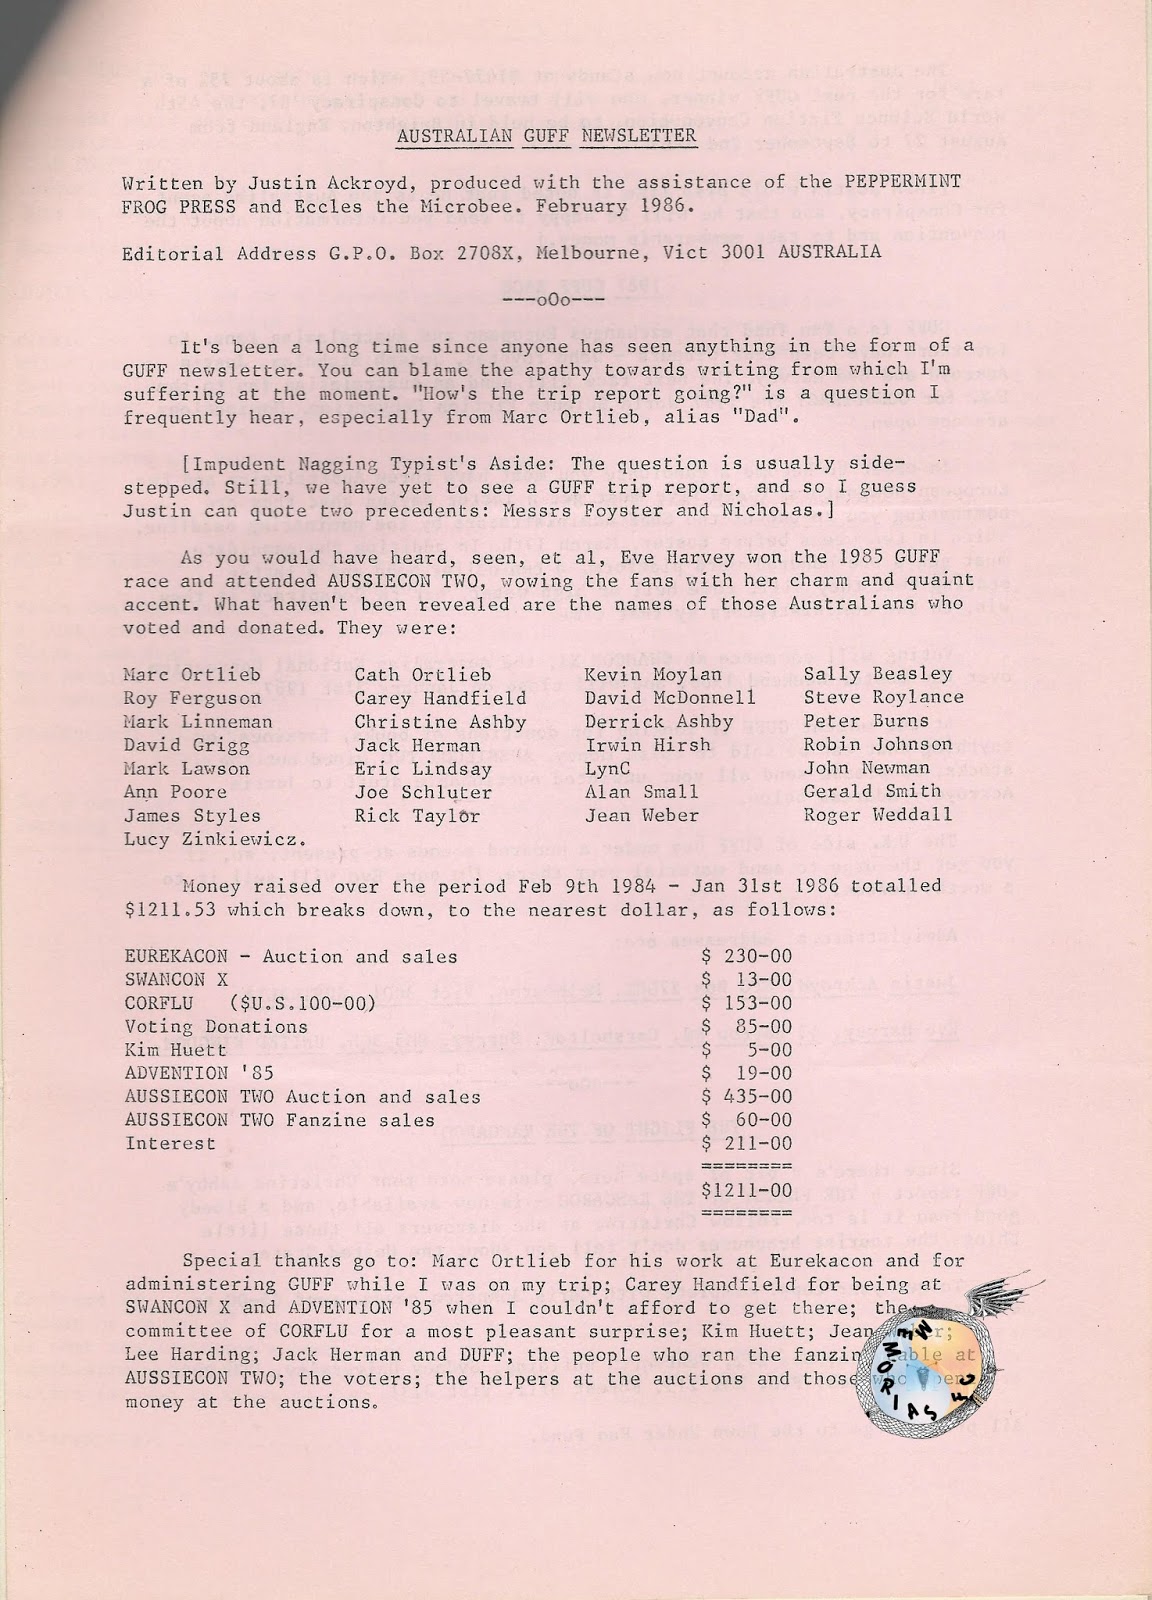 AUSTRALIAN GUFF NEWSLETTER
Written by Justin Ackroyd, produced with the assistance of the PEPPERMINT
FROG PRESS and Eccles the Microbee. February 1986.
Editorial Address G.P.O. Box 2708X, Melbourne, Vict 3001 AUSTRALIA
---oOo---
It's been a long time since anyone has seen anything in the form of a
GUFF newsletter. You can blame the apathy towards writing from which I'm
suffering at the moment. "How's the trip report going?" is a question I
frequently hear, especially from Marc Ortlieb, alias "Dad".
[Impudent Nagging Typist's Aside: The question is usually side-
stepped. Still, we have yet to see a GUFF trip report, and so I guess
Justin can quote two precedents: Messrs Foyster and Nicholas.]
As you would have heard, seen, et al, Eve Harvey won the 1985 GUFF
race and attended AUSSIECON TWO, wowing the fans with her charm and quaint
accent. What haven't been revealed are the names of those Australians who
voted and donated. They were:
Marc Ortlieb Cath Ortlieb Kevin Moylan Sally Beasley
Roy Ferguson Carey Handfield David McDonnell Steve Roylance
Mark Linneman Christine Ashby Derrick Ashby Peter Burns
David Grigg Jack Herman Irwin Hirsh Robin Johnson
Mark Lawson Eric Lindsay LynC John Newman
Ann Poore Joe Schluter Alan Small Gerald Smith
James Styles Rick Taylor Jean Weber Roger Weddall
Lucy Zinkiewicz.
Money raised over the period Feb 9th 1984 - Jan 31st 1986 totalled
$1211.53 which breaks down, to the nearest dollar, as follows:
EUREKACON - Auction and sales $ 230-00
SWANCON X $ 13-00
CORFLU ($U.S.100-00) $ 153-00
Voting Donations $ 85-00
Kim Huett $ 5-00
ADVENTION '85 $ 19-00
AUSSIECON TWO Auction and sales $ 435-00
AUSSIECON TWO Fanzine sales $ 60-00
Interest $ 211-00
========
$1211-00
========
Special thanks go to: Marc Ortlieb for his work at Eurekacon and for
administering GUFF while I was on my trip; Carey Handfield for being at
SWANCON X and ADVENTION '85 when I couldn't afford to get there; the
committee of CORFLU for a most pleasant surprise; Kim Huett; Jean
Lee Harding; Jack Herman and DUFF; the people who ran the fanzin table at
AUSSIECON TWO; the voters; the helpers at the auctions and those who
money at the auctions.
MEMORIAS